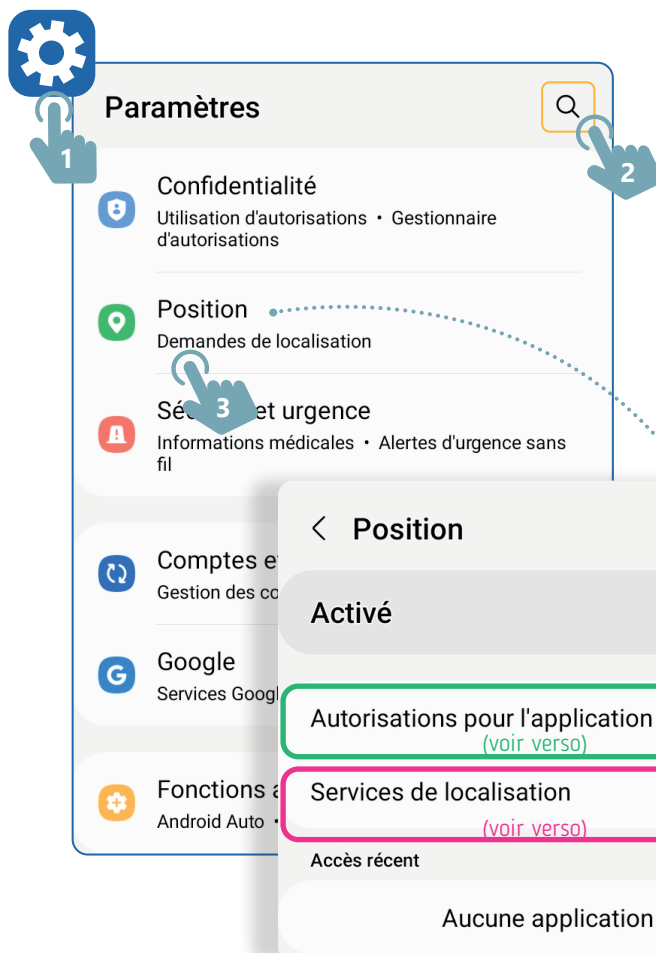 1
Paramètres
2
Confidentialité
Utilisation d'autorisations • Gestionnaire
d'autorisations
Position
Demandes de localisation
3
et urgence
Informations médicales • Alertes d'urgence sans
fil
Comptes
Gestion des
Google
Services
Fonctions
Android Auto •
Position
Activé
Autorisations pour l'application
(voir verso)
Services de localisation
(voir verso)
Accès récent
Aucune application